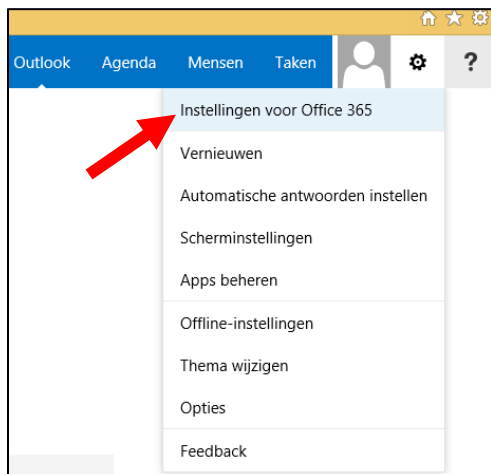 Outlook Agenda Mensen Taken ?
Instellingen voor Office 365
Vernieuwen
Automatische antwoorden instellen
Scherminstellingen
Apps beheren
Offline-instellingen
Thema wijzigen
Opties
Feedback